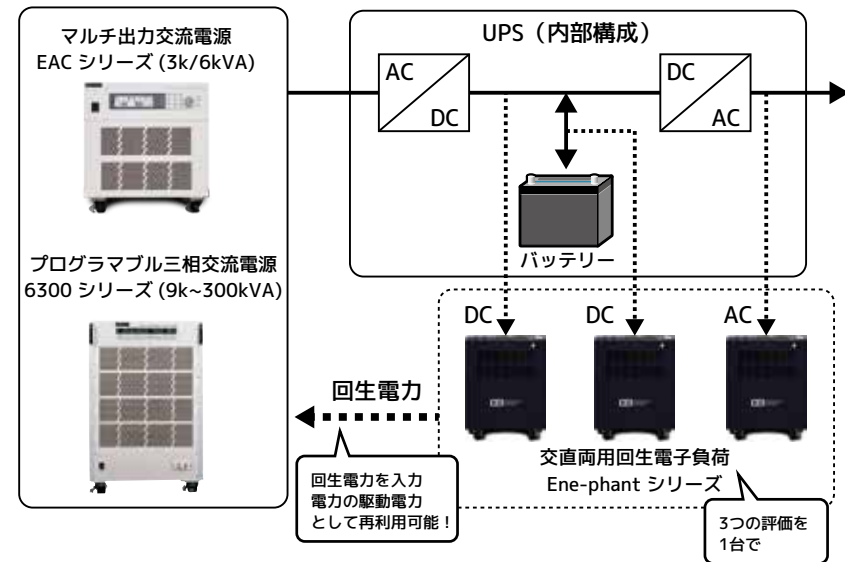 マルチ出力交流電源
EAC シリーズ (3k/6kVA)
プログラマブル三相交流電源
6300 シリーズ (9k~300kVA)
UPS（内部構成）
AC
DC
DC
AC
バッテリー
DC
DC
AC
回生電力
回生電力を入力
電力の駆動電力
として再利用可能！
交直両用回生電子負荷
Ene-phant シリーズ
3つの評価を
1台で